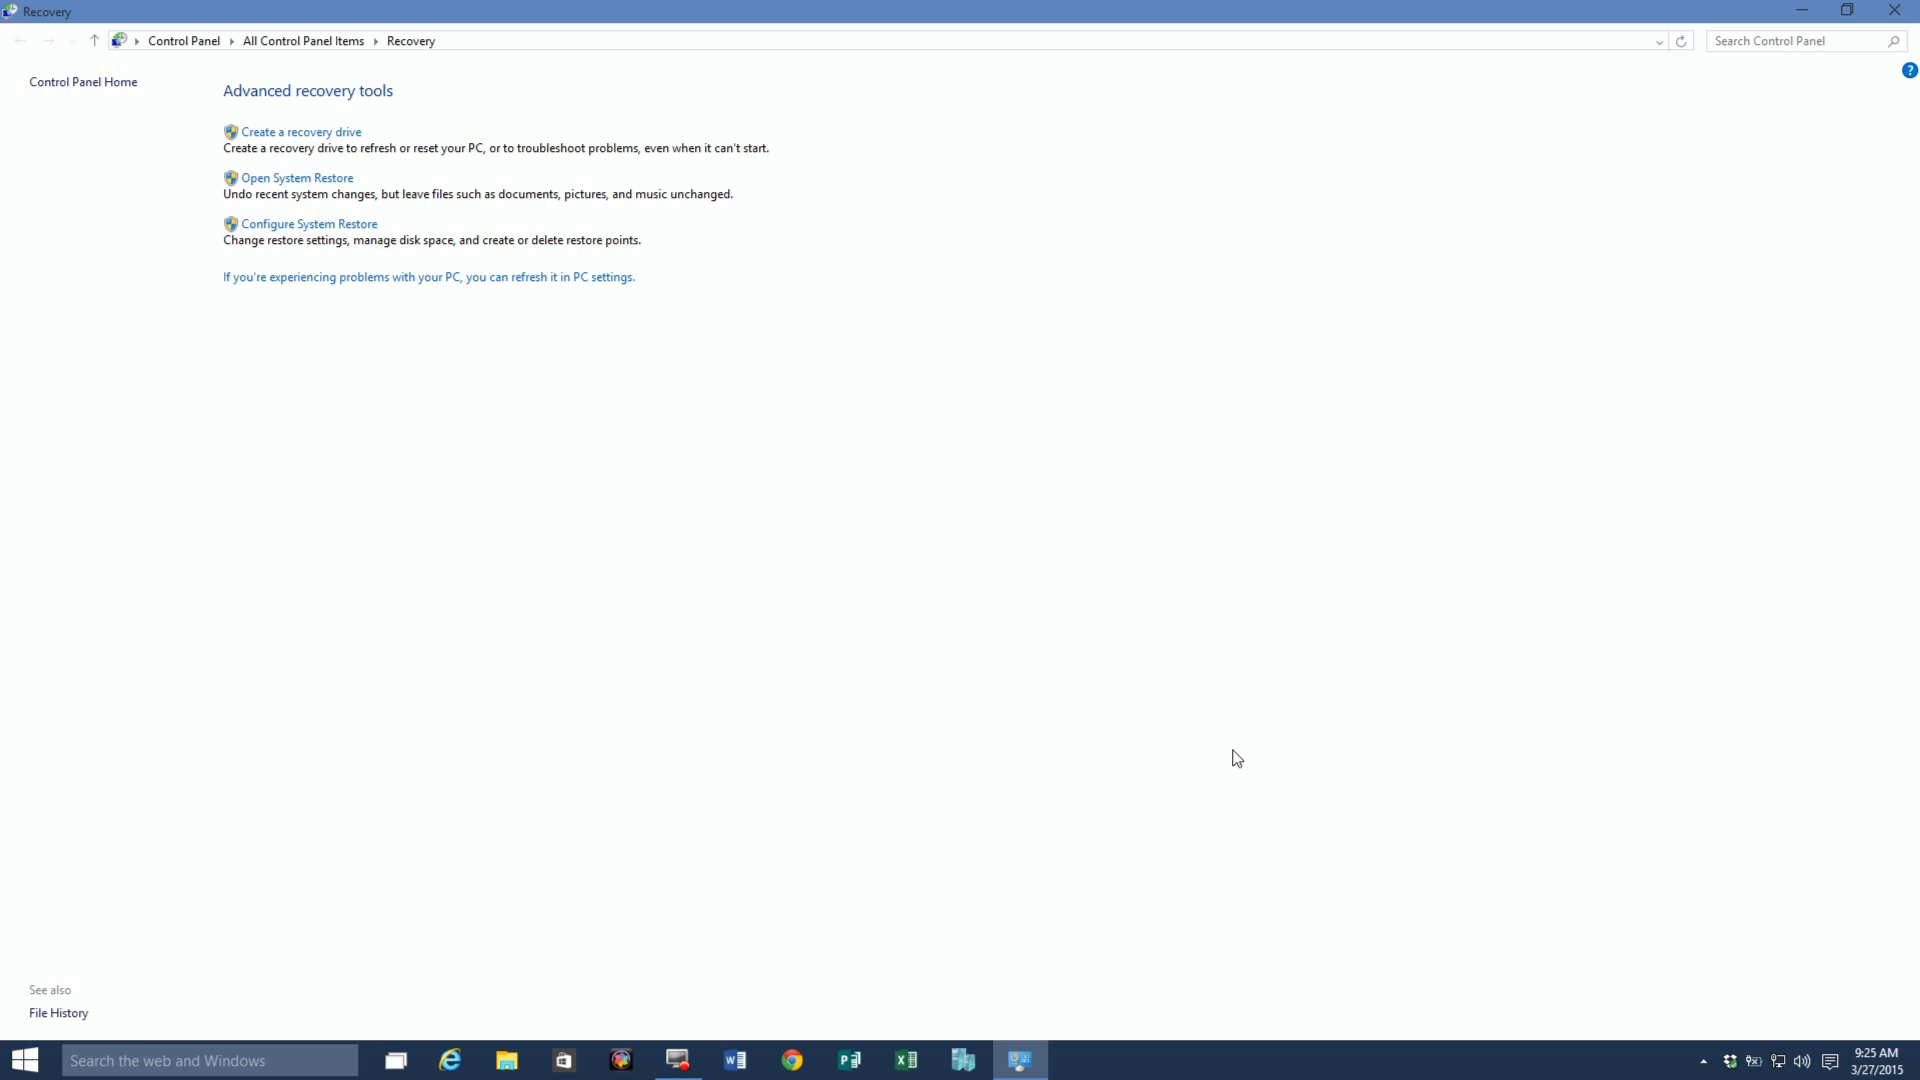 Recovery
Control Panel All Control Panel Items Recovery
Search Control Panel
?
Control Panel Home
Advanced recovery tools
Create a recovery drive
Create a recovery drive to refresh or reset your PC, or to troubleshoot problems, even when it can't start.
Open System Restore
Undo recent system changes, but leave files such as documents, pictures, and music unchanged.
Configure System Restore
Change restore settings, manage disk space, and create or delete restore points.
If you're experiencing problems with your PC, you can refresh it in PC settings.
See also
File History
Search the web and Windows
9:25 AM
3/27/2015